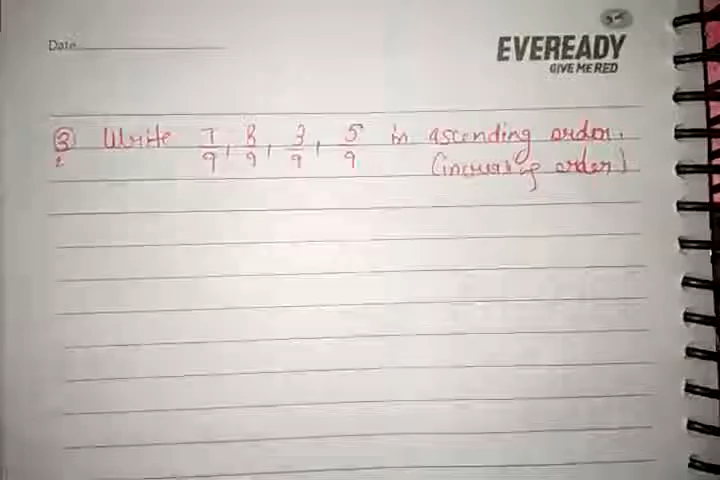 Date
EVEREADY
GIVE ME RED
③ Write 7/9, 8/9, 3/9, 5/9 in ascending order.
(increasing order)